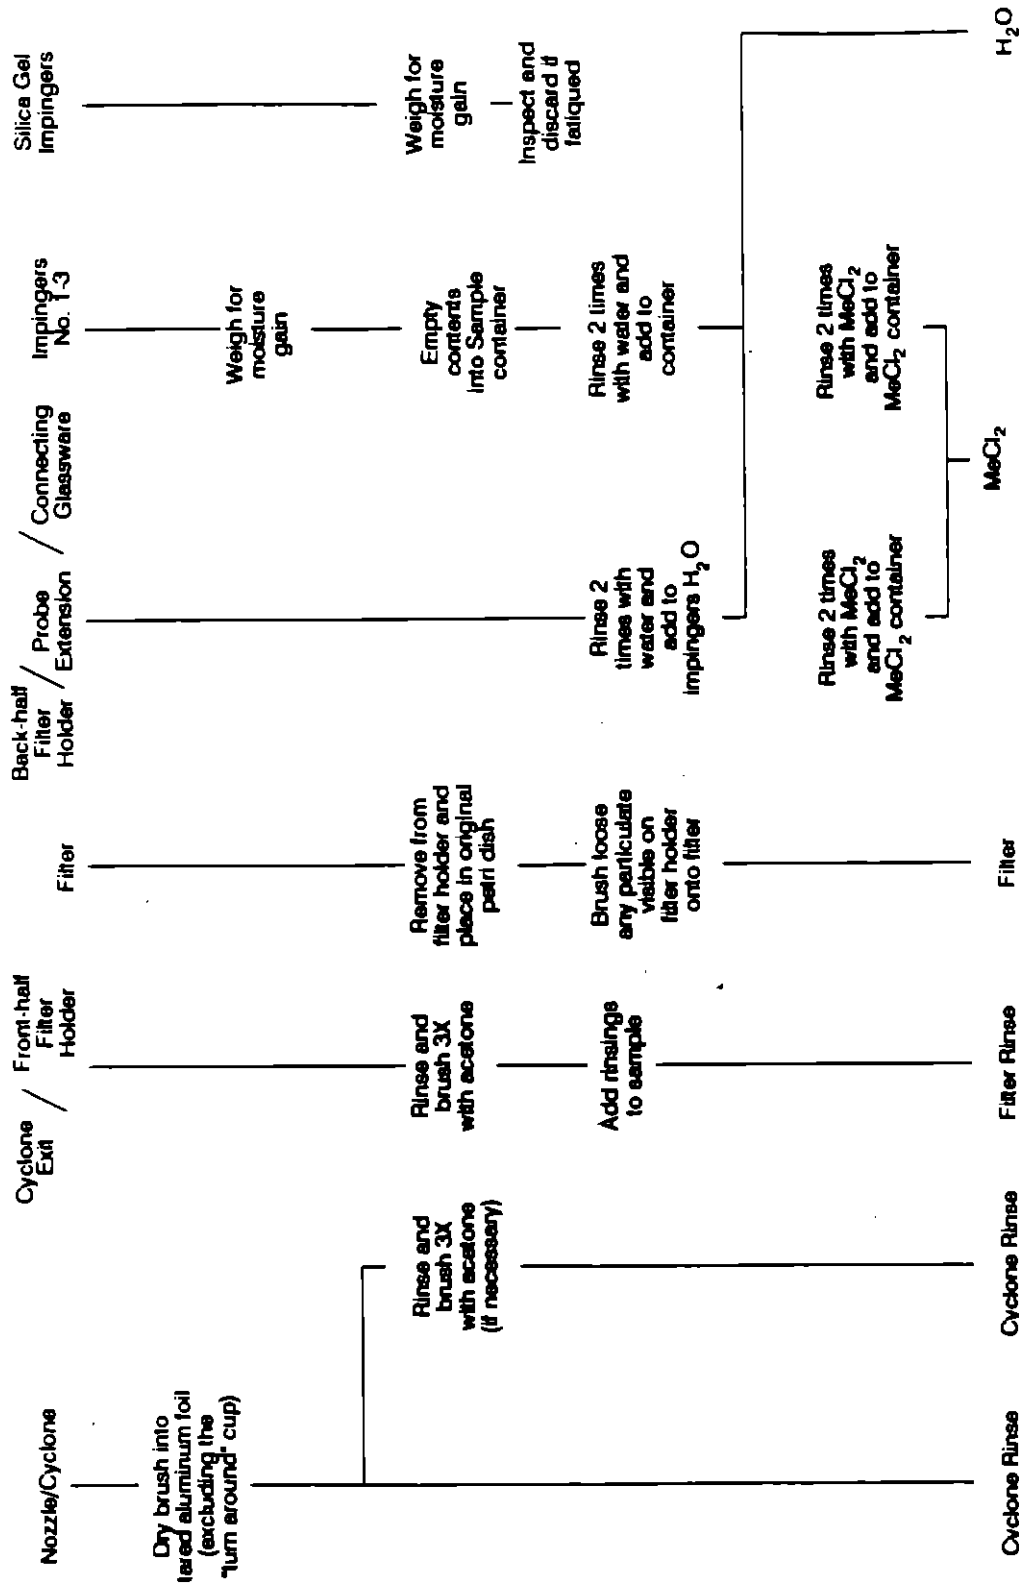 Nozzle/Cyclone
Dry brush into
tared aluminum foil
(excluding the
"turn around" cup)
Cyclone Rinse
Rinse and
brush 3X
with acetone
(if necessary)
Cyclone Rinse
Cyclone
Exit
/
Front-half
Filter
Holder
Rinse and
brush 3X
with acetone
Add rinsings
to sample
Filter Rinse
Filter
Remove from
filter holder and
place in original
petri dish
Brush loose
any particulate
visible on
filter holder
onto filter
Filter
Back-half
Filter
Holder
/
Probe
Extension
/
Connecting
Glassware
Rinse 2
times with
water and
add to
impingers H₂O
Rinse 2 times
with MeCl₂
and add to
MeCl₂ container
Impingers
No. 1-3
Weigh for
moisture
gain
Empty
contents
into Sample
container
Rinse 2 times
with water and
add to
container
Rinse 2 times
with MeCl₂
and add to
MeCl₂ container
MeCl₂
Silica Gel
Impingers
Weigh for
moisture
gain
Inspect and
discard if
fatiqued
H₂O